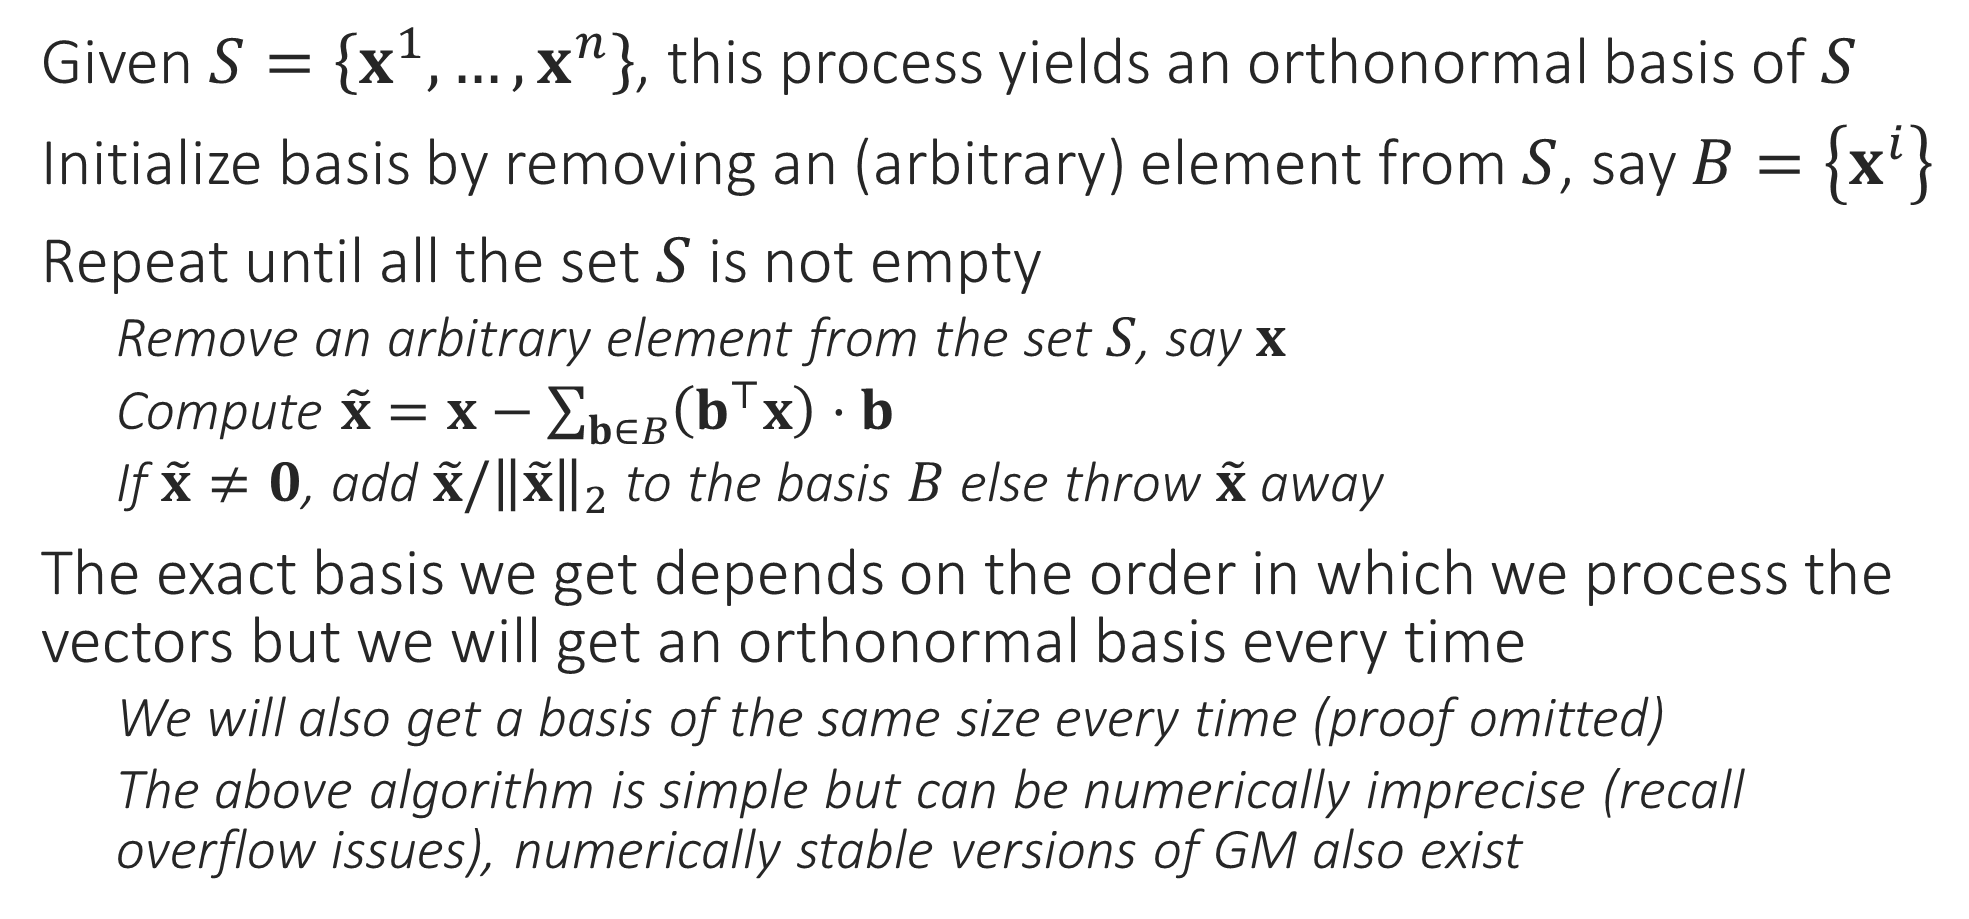 Given 𝑆 = {𝐱¹, …, 𝐱ⁿ}, this process yields an orthonormal basis of 𝑆
Initialize basis by removing an (arbitrary) element from 𝑆, say 𝐵 = {𝐱ⁱ}
Repeat until all the set 𝑆 is not empty
Remove an arbitrary element from the set 𝑆, say 𝐱
Compute 𝐱̃ = 𝐱 − ∑_{𝐛∈𝐵}(𝐛^⊤𝐱) · 𝐛
If 𝐱̃ ≠ 𝟎, add 𝐱̃/‖𝐱̃‖₂ to the basis 𝐵 else throw 𝐱̃ away
The exact basis we get depends on the order in which we process the
vectors but we will get an orthonormal basis every time
We will also get a basis of the same size every time (proof omitted)
The above algorithm is simple but can be numerically imprecise (recall
overflow issues), numerically stable versions of GM also exist